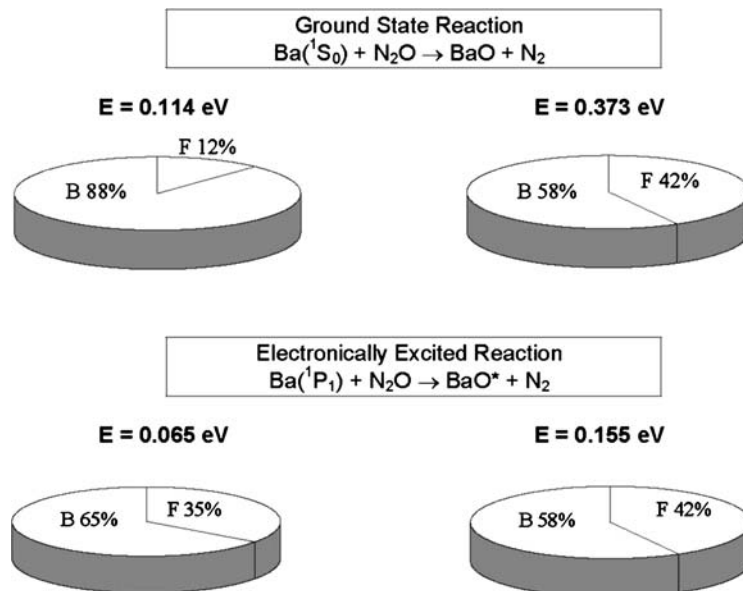 Ground State Reaction
Ba(¹S₀) + N₂O → BaO + N₂
E = 0.114 eV
E = 0.373 eV
F 12%
B 88%
B 58%
F 42%
Electronically Excited Reaction
Ba(¹P₁) + N₂O → BaO* + N₂
E = 0.065 eV
E = 0.155 eV
B 65%
F 35%
B 58%
F 42%